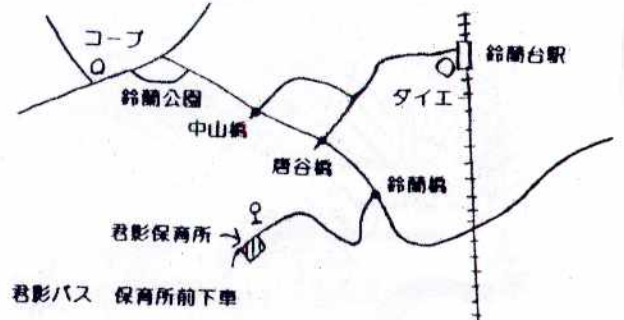 コープ
鈴蘭台駅
ダイエー
鈴蘭公園
中山橋
唐谷橋
鈴蘭橋
君影保育所
君影バス 保育所前下車